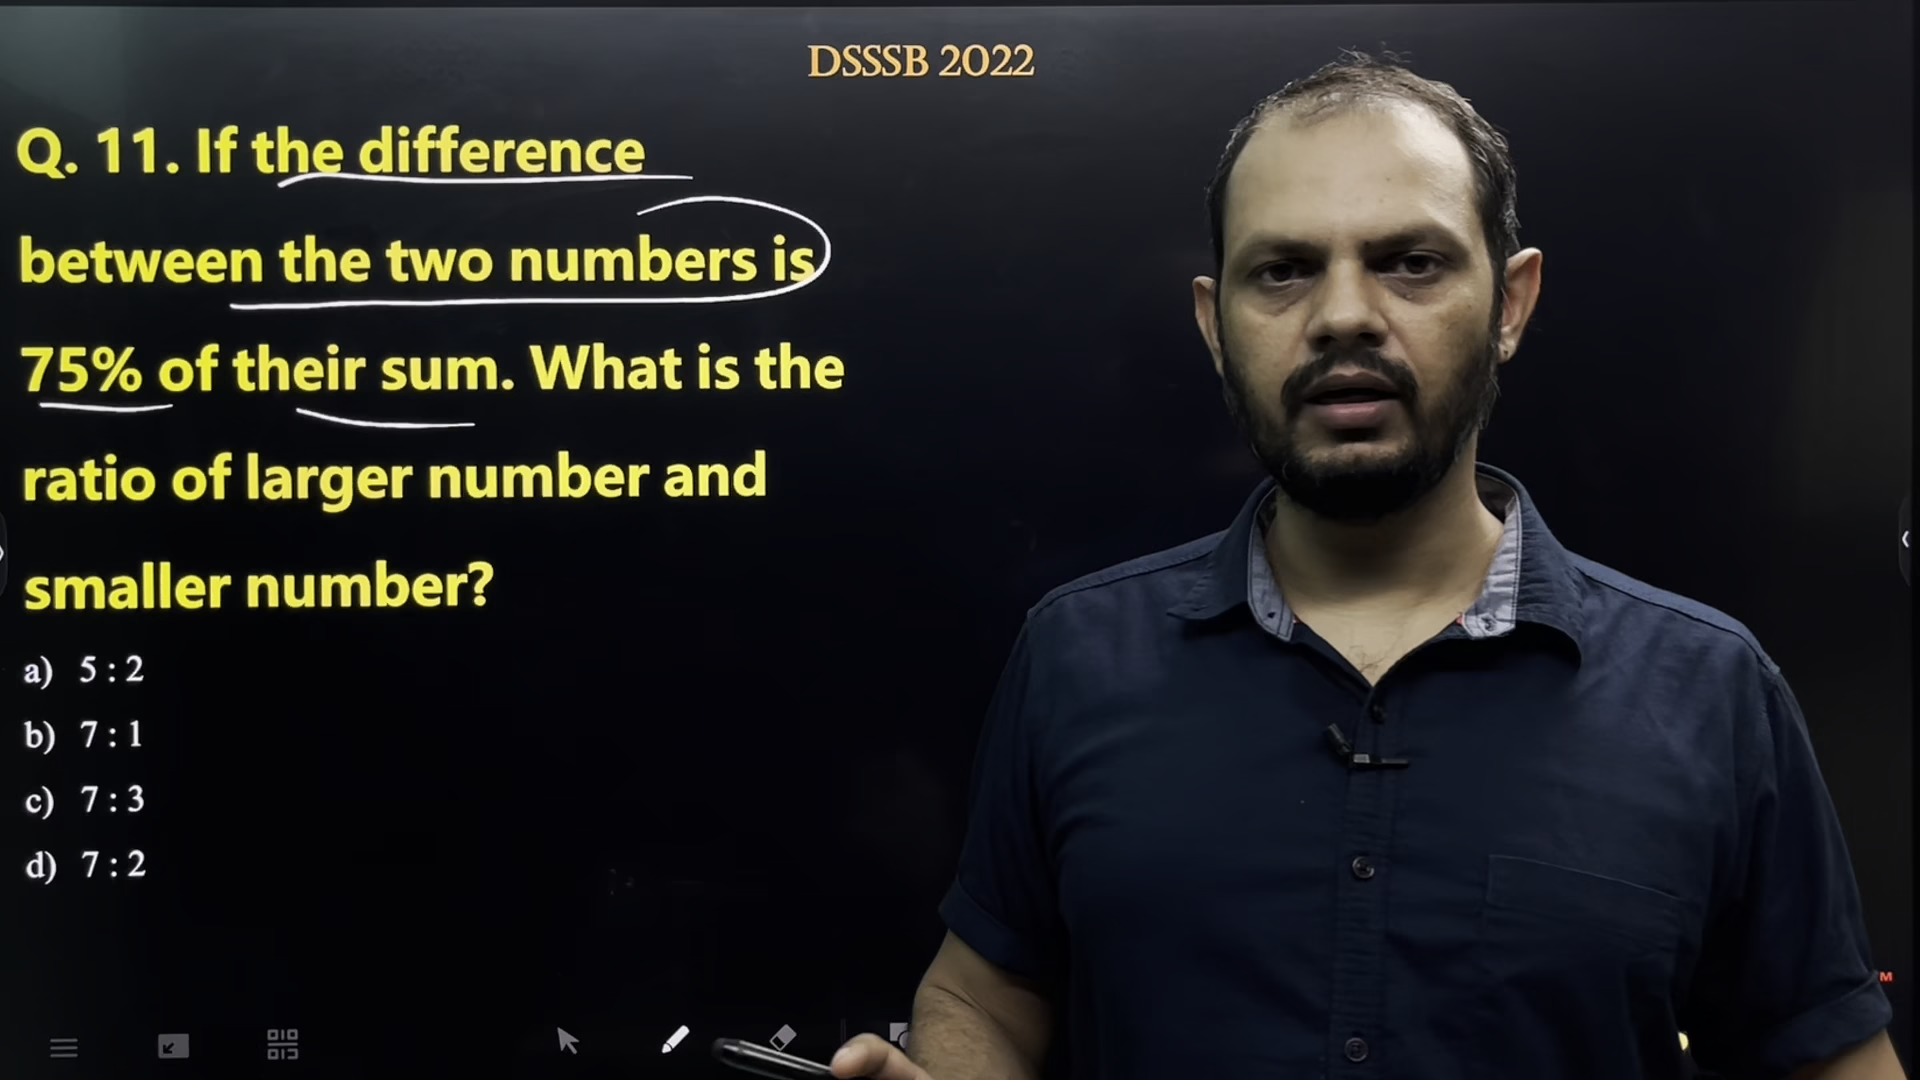 DSSSB 2022
Q. 11. If the difference
between the two numbers is
75% of their sum. What is the
ratio of larger number and
smaller number?
a) 5 : 2
b) 7 : 1
c) 7 : 3
d) 7 : 2